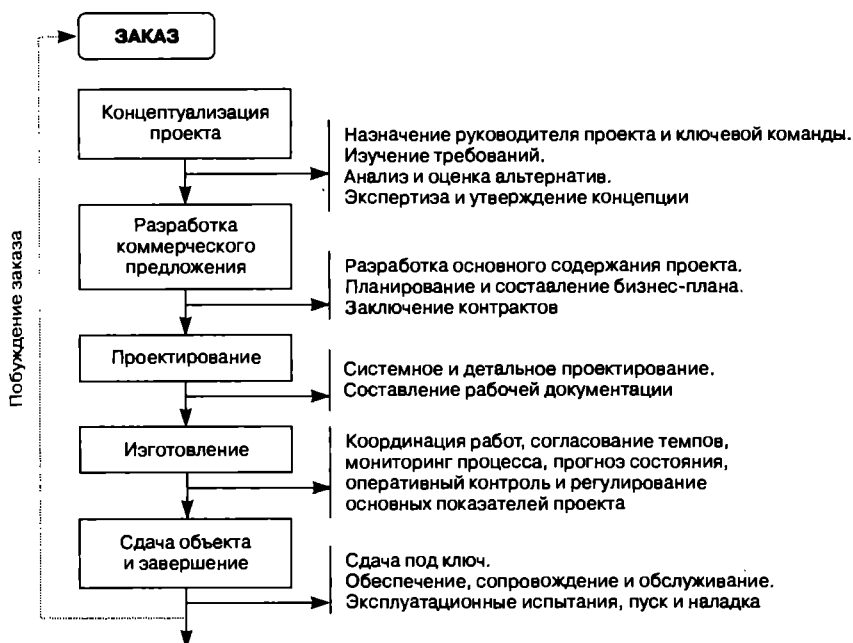 ЗАКАЗ
Концептуализация
проекта
Назначение руководителя проекта и ключевой команды.
Изучение требований.
Анализ и оценка альтернатив.
Экспертиза и утверждение концепции
Разработка
коммерческого
предложения
Разработка основного содержания проекта.
Планирование и составление бизнес-плана.
Заключение контрактов
Проектирование
Системное и детальное проектирование.
Составление рабочей документации
Изготовление
Координация работ, согласование темпов,
мониторинг процесса, прогноз состояния,
оперативный контроль и регулирование
основных показателей проекта
Сдача объекта
и завершение
Сдача под ключ.
Обеспечение, сопровождение и обслуживание.
Эксплуатационные испытания, пуск и наладка
Побуждение заказа